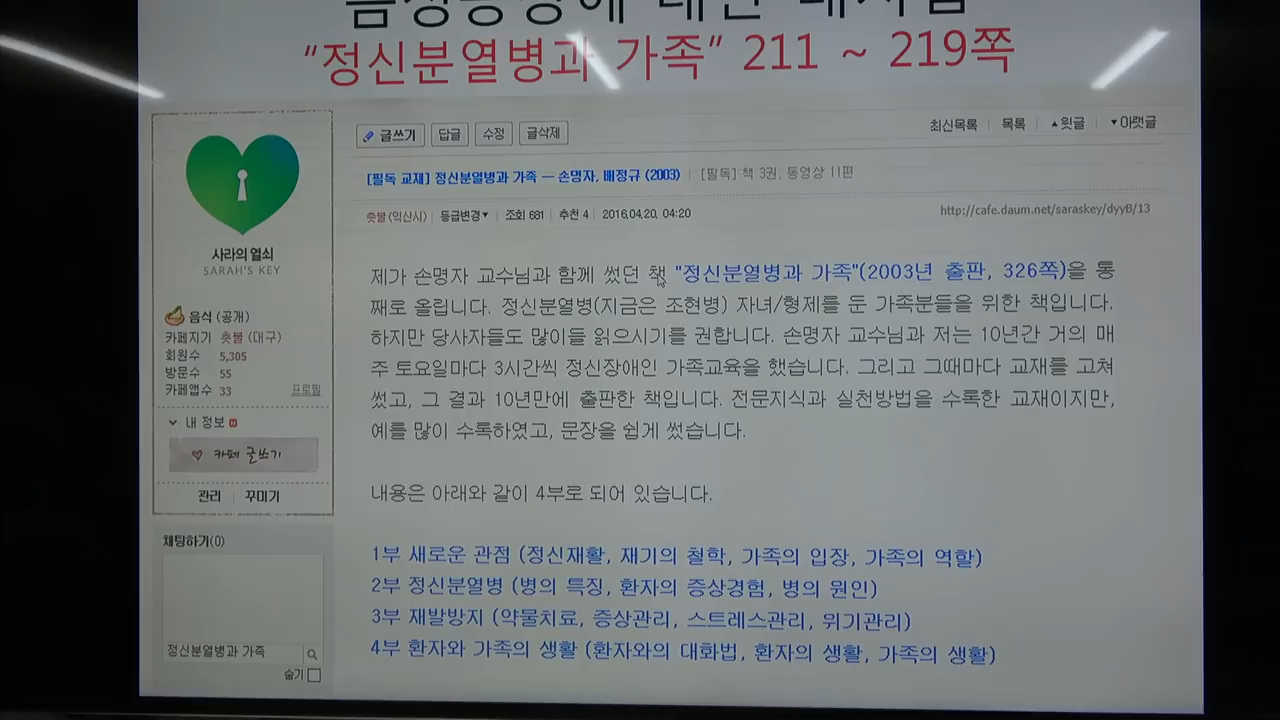 음성증상에 대한 대처법
"정신분열병과 가족" 211 ~ 219쪽
사라의 열쇠
SARAH'S KEY
음식 (공개)
카페지기 촛불 (대구)
회원수 5,305
방문수 55
카페앱수 33 프로필
내 정보
카페 글쓰기
관리 꾸미기
채팅하기(0)
정신분열병과 가족
숨기
글쓰기 답글 수정 글삭제
최신목록 | 목록 | ▲윗글 | ▼아랫글
[필독 교재] 정신분열병과 가족 — 손명자, 배정규 (2003) | [필독] 책 3권, 동영상 11편
촛불(익산시) | 등급변경▼ | 조회 681 | 추천 4 | 2016.04.20. 04:20
http://cafe.daum.net/saraskey/dyyB/13
제가 손명자 교수님과 함께 썼던 책 "정신분열병과 가족"(2003년 출판, 326쪽)을 통
째로 올립니다. 정신분열병(지금은 조현병) 자녀/형제를 둔 가족분들을 위한 책입니다.
하지만 당사자들도 많이들 읽으시기를 권합니다. 손명자 교수님과 저는 10년간 거의 매
주 토요일마다 3시간씩 정신장애인 가족교육을 했습니다. 그리고 그때마다 교재를 고쳐
썼고, 그 결과 10년만에 출판한 책입니다. 전문지식과 실천방법을 수록한 교재이지만,
예를 많이 수록하였고, 문장을 쉽게 썼습니다.
내용은 아래와 같이 4부로 되어 있습니다.
1부 새로운 관점 (정신재활, 재기의 철학, 가족의 입장, 가족의 역할)
2부 정신분열병 (병의 특징, 환자의 증상경험, 병의 원인)
3부 재발방지 (약물치료, 증상관리, 스트레스관리, 위기관리)
4부 환자와 가족의 생활 (환자와의 대화법, 환자의 생활, 가족의 생활)